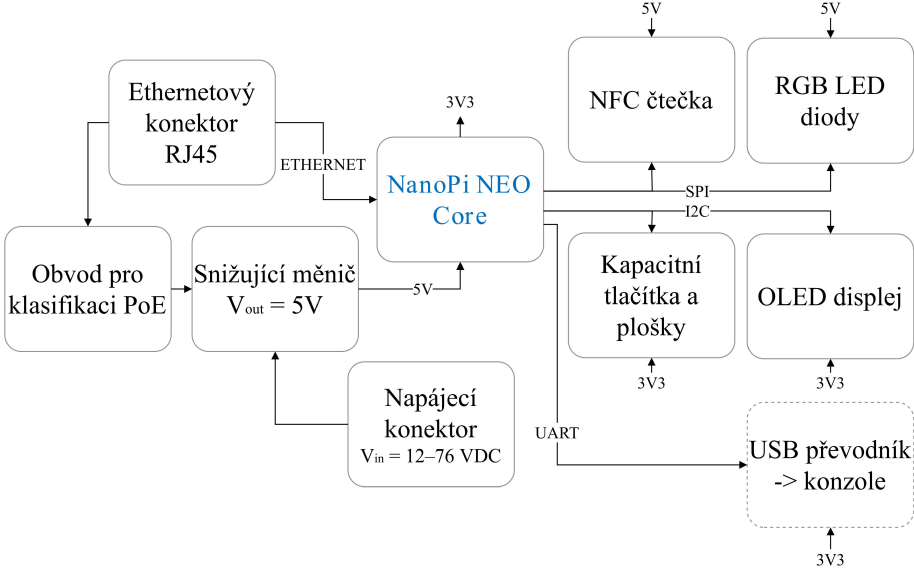 5V
5V
Ethernetový
konektor
RJ45
3V3
NFC čtečka
RGB LED
diody
ETHERNET
NanoPi NEO
Core
SPI
I2C
Obvod pro
klasifikaci PoE
Snižující měnič
Vout = 5V
5V
Kapacitní
tlačítka a
plošky
OLED displej
3V3
3V3
Napájecí
konektor
Vin = 12–76 VDC
UART
USB převodník
-> konzole
3V3